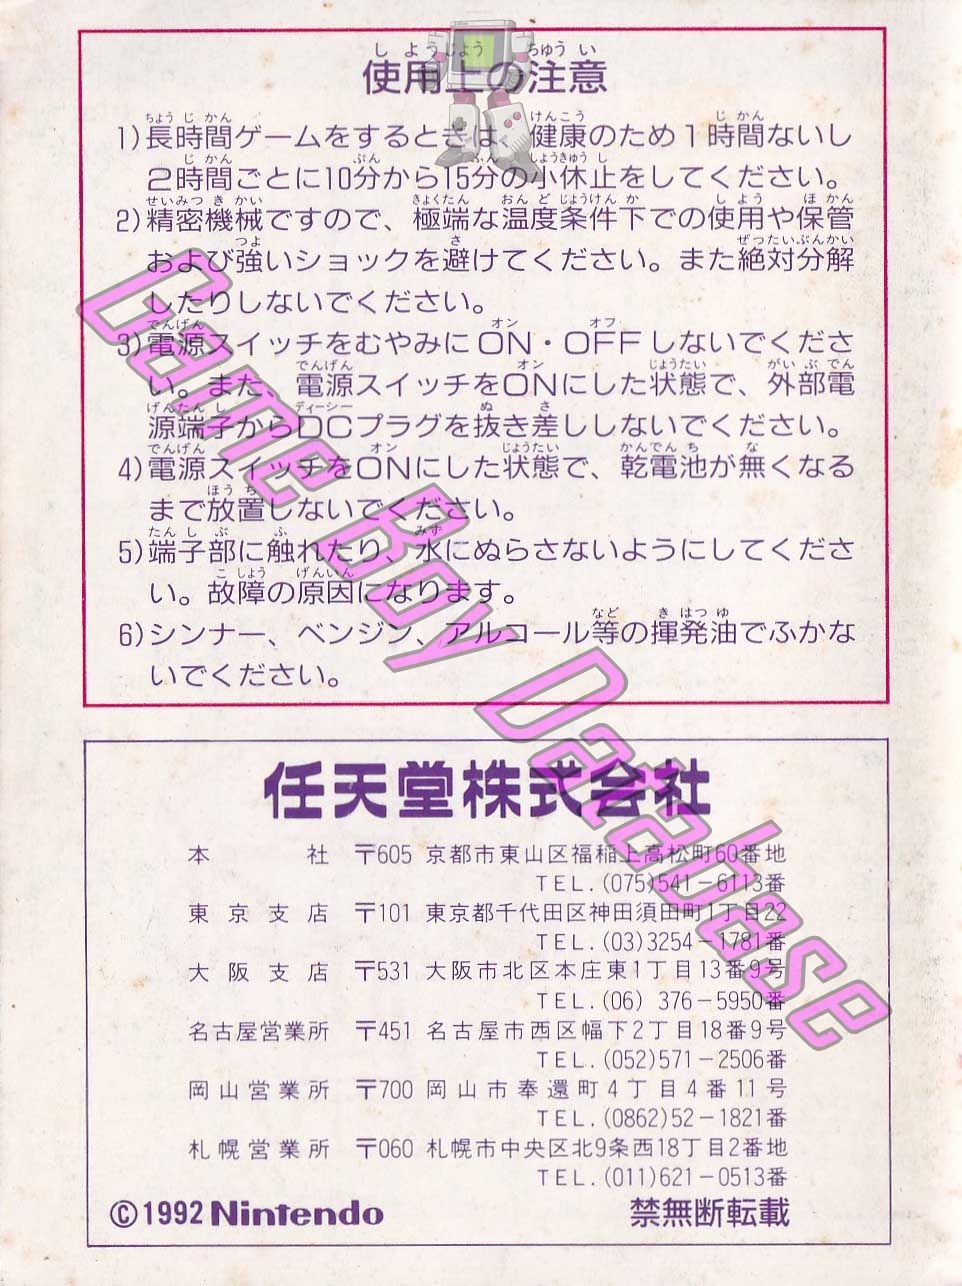 使用上の注意
1)長時間ゲームをするときは、健康のため1時間ないし
2時間ごとに10分から15分の小休止をしてください。
2)精密機械ですので、極端な温度条件下での使用や保管
および強いショックを避けてください。また絶対分解
したりしないでください。
3)電源スイッチをむやみにON・OFFしないでくださ
い。また、電源スイッチをONにした状態で、外部電
源端子からDCプラグを抜き差ししないでください。
4)電源スイッチをONにした状態で、乾電池が無くなる
まで放置しないでください。
5)端子部に触れたり、水にぬらさないようにしてくださ
い。故障の原因になります。
6)シンナー、ベンジン、アルコール等の揮発油でふかな
いでください。
任天堂株式会社
本社 〒605 京都市東山区福稲上高松町60番地
TEL.(075)541-6113番
東京支店 〒101 東京都千代田区神田須田町1丁目22
TEL.(03)3254-1781番
大阪支店 〒531 大阪市北区本庄東1丁目13番9号
TEL.(06) 376-5950番
名古屋営業所 〒451 名古屋市西区幅下2丁目18番9号
TEL.(052)571-2506番
岡山営業所 〒700 岡山市奉還町4丁目4番11号
TEL.(0862)52-1821番
札幌営業所 〒060 札幌市中央区北9条西18丁目2番地
TEL.(011)621-0513番
©1992 Nintendo 禁無断転載
Game Boy Database